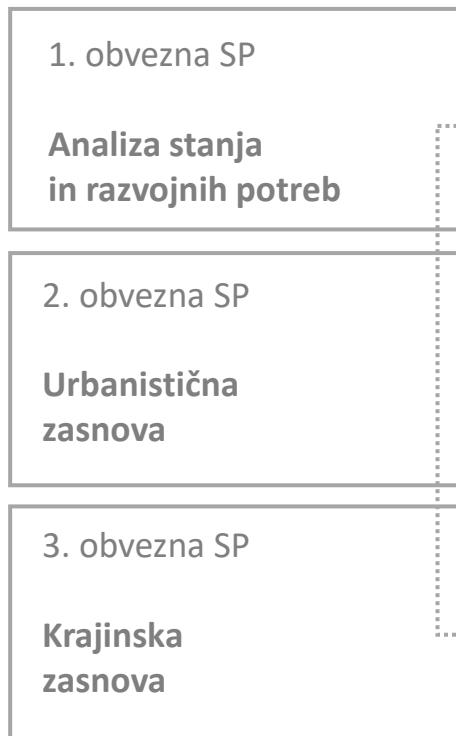 1. obvezna SP
Analiza stanja
in razvojnih potreb
2. obvezna SP
Urbanistična
zasnova
3. obvezna SP
Krajinska
zasnova